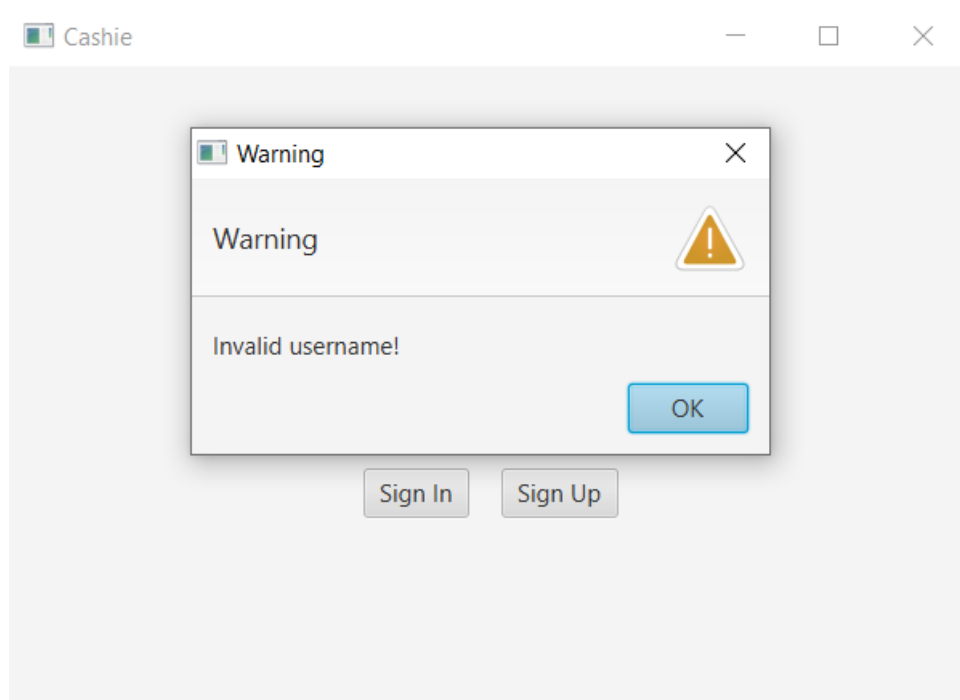 Cashie
Warning
Warning
Invalid username!
OK
Sign In Sign Up